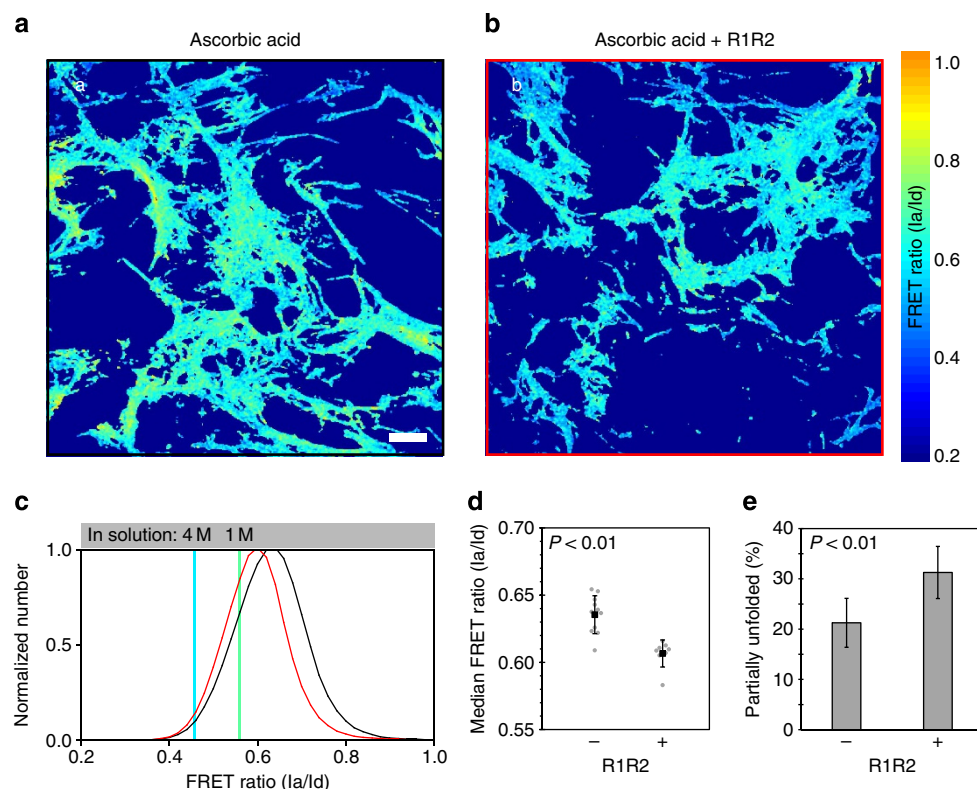 a
Ascorbic acid
b
Ascorbic acid + R1R2
a
b
1.0
0.8
0.6
0.4
0.2
FRET ratio (Ia/Id)
c
In solution: 4 M 1 M
1.0
0.5
0.0
Normalized number
0.2 0.4 0.6 0.8 1.0
FRET ratio (Ia/Id)
d
P < 0.01
0.70
0.65
0.60
0.55
Median FRET ratio (Ia/Id)
− +
R1R2
e
P < 0.01
40
30
20
10
0
Partially unfolded (%)
− +
R1R2